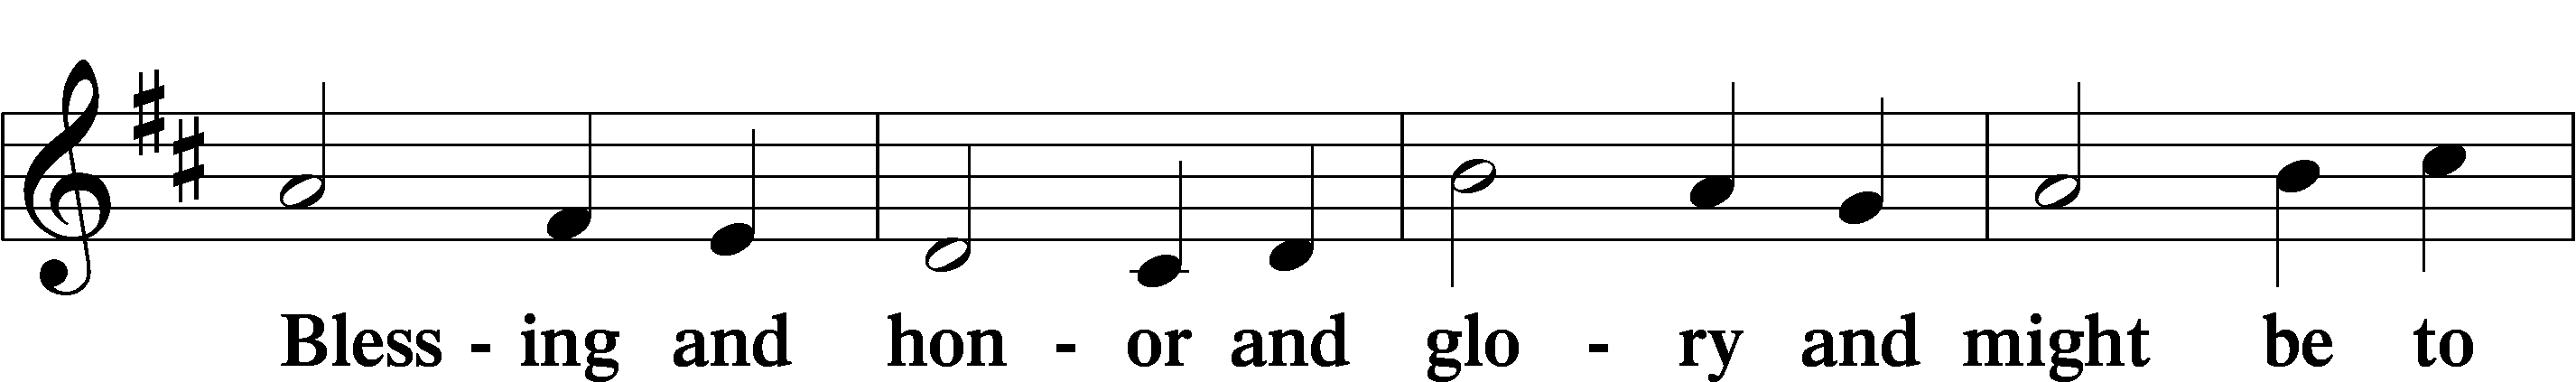 Bless - ing and hon - or and glo - ry and might be to